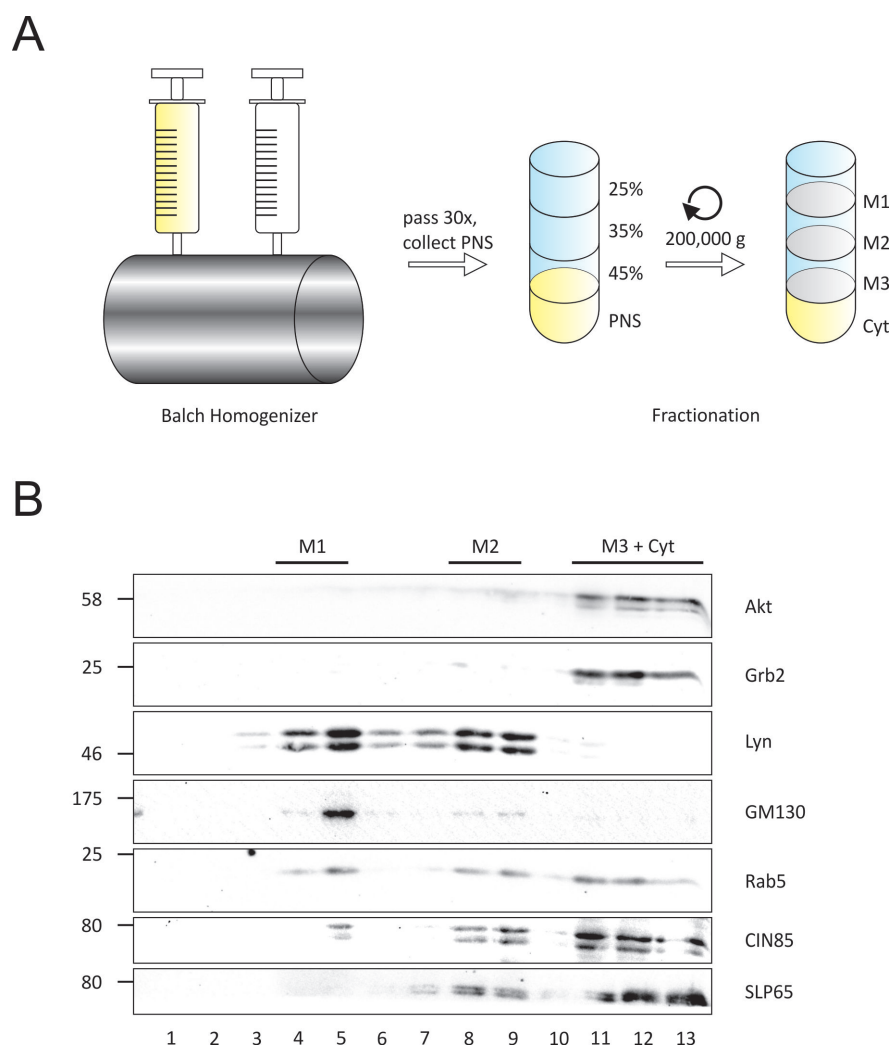 A
pass 30x,
collect PNS
25%
35%
45%
PNS
200,000 g
M1
M2
M3
Cyt
Balch Homogenizer
Fractionation
B
M1 M2 M3 + Cyt
58 Akt
25 Grb2
46 Lyn
175 GM130
25 Rab5
80 CIN85
80 SLP65
1 2 3 4 5 6 7 8 9 10 11 12 13